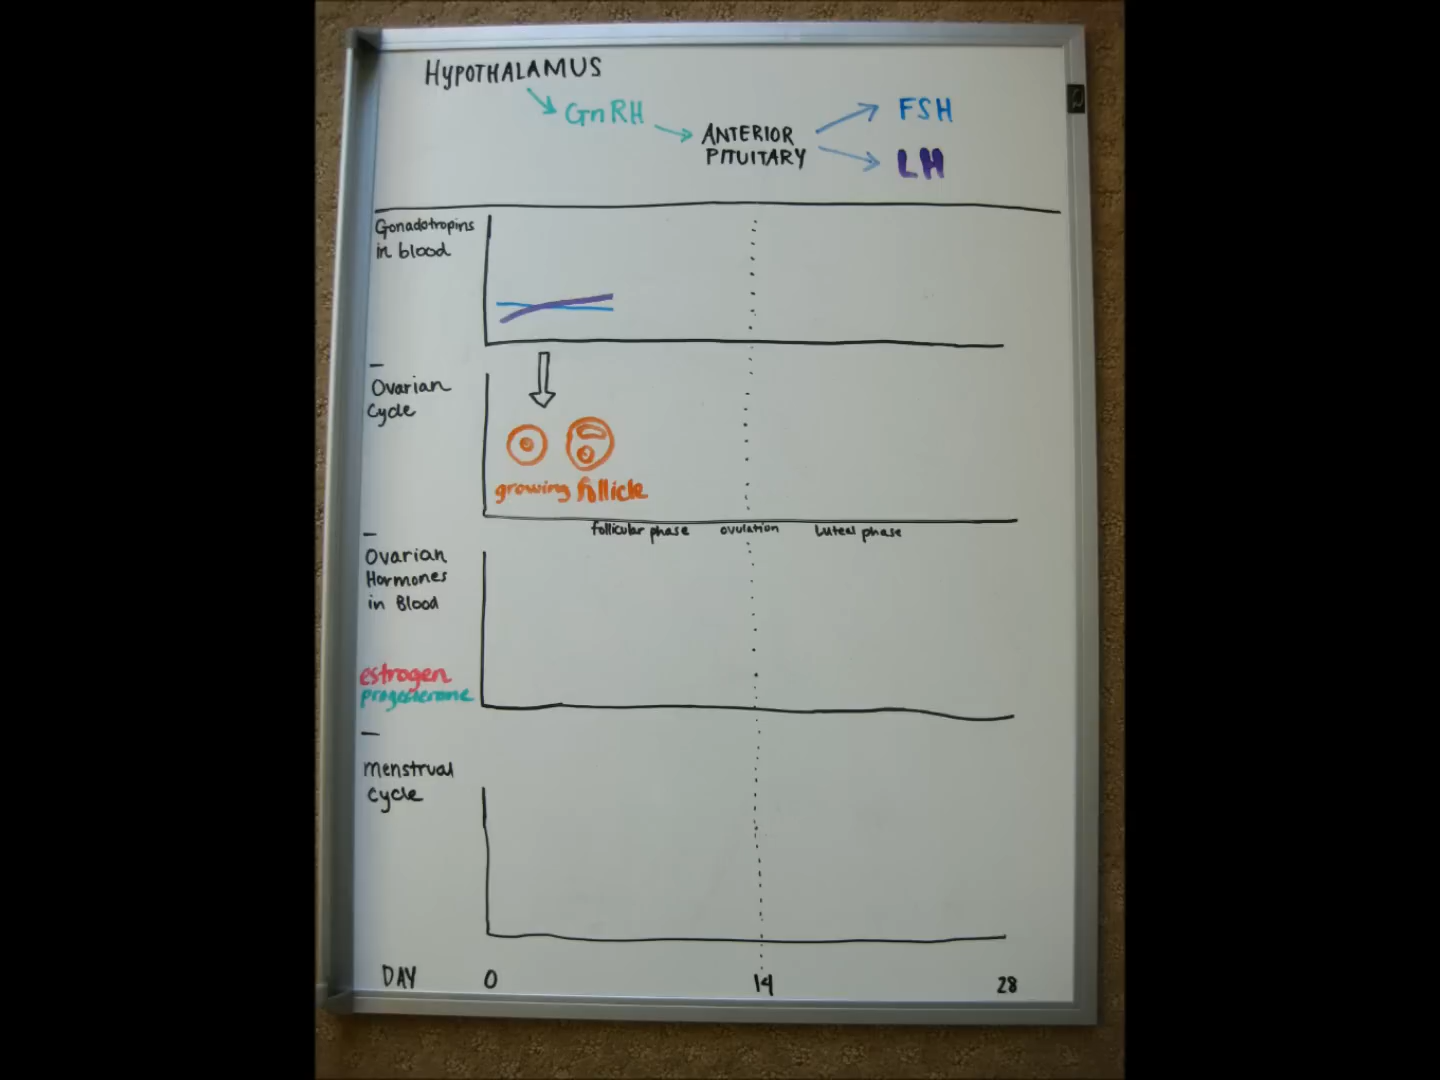 HYPOTHALAMUS
GnRH
ANTERIOR
PITUITARY
FSH
LH
Gonadotropins
in blood
Ovarian
Cycle
growing follicle
follicular phase ovulation Luteal phase
Ovarian
Hormones
in Blood
estrogen
progesterone
Menstrual
Cycle
DAY 0 14 28